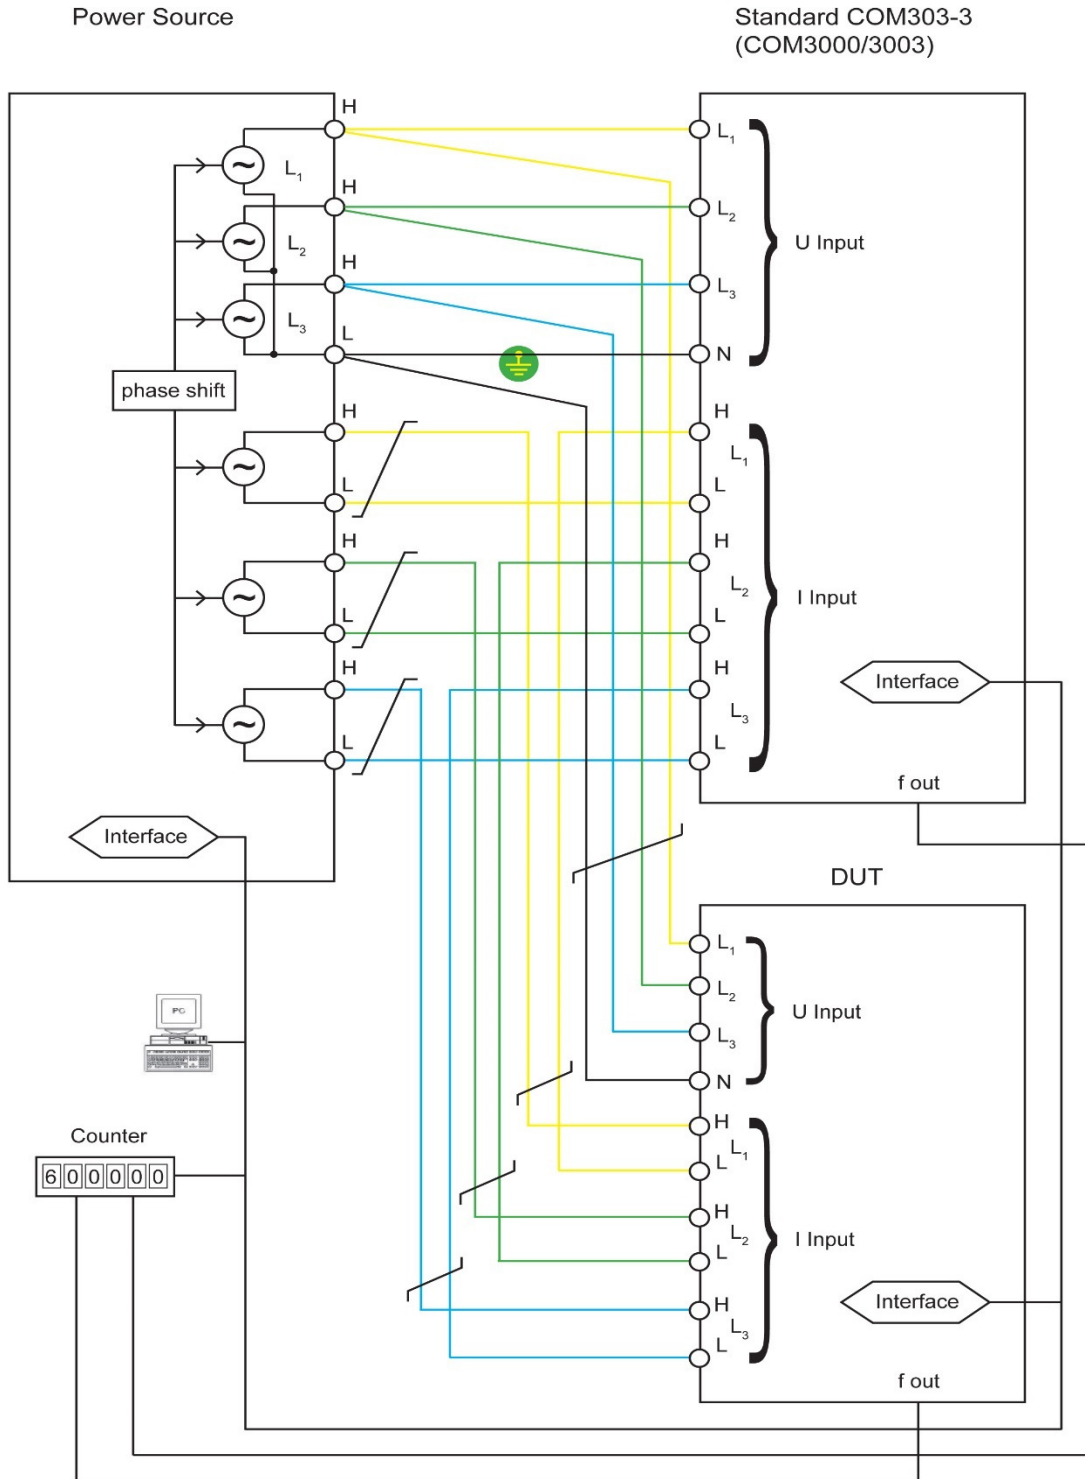 Power Source
Standard COM303-3
(COM3000/3003)
H
L1
H
L2
H
L3
L
phase shift
H
L
H
L
H
L
Interface
L1
L2
L3
N
U Input
H
L1
L
H
L2
L
H
L3
L
I Input
Interface
f out
DUT
L1
L2
L3
N
U Input
H
L1
L
H
L2
L
H
L3
L
I Input
Interface
f out
PC
Counter
600000